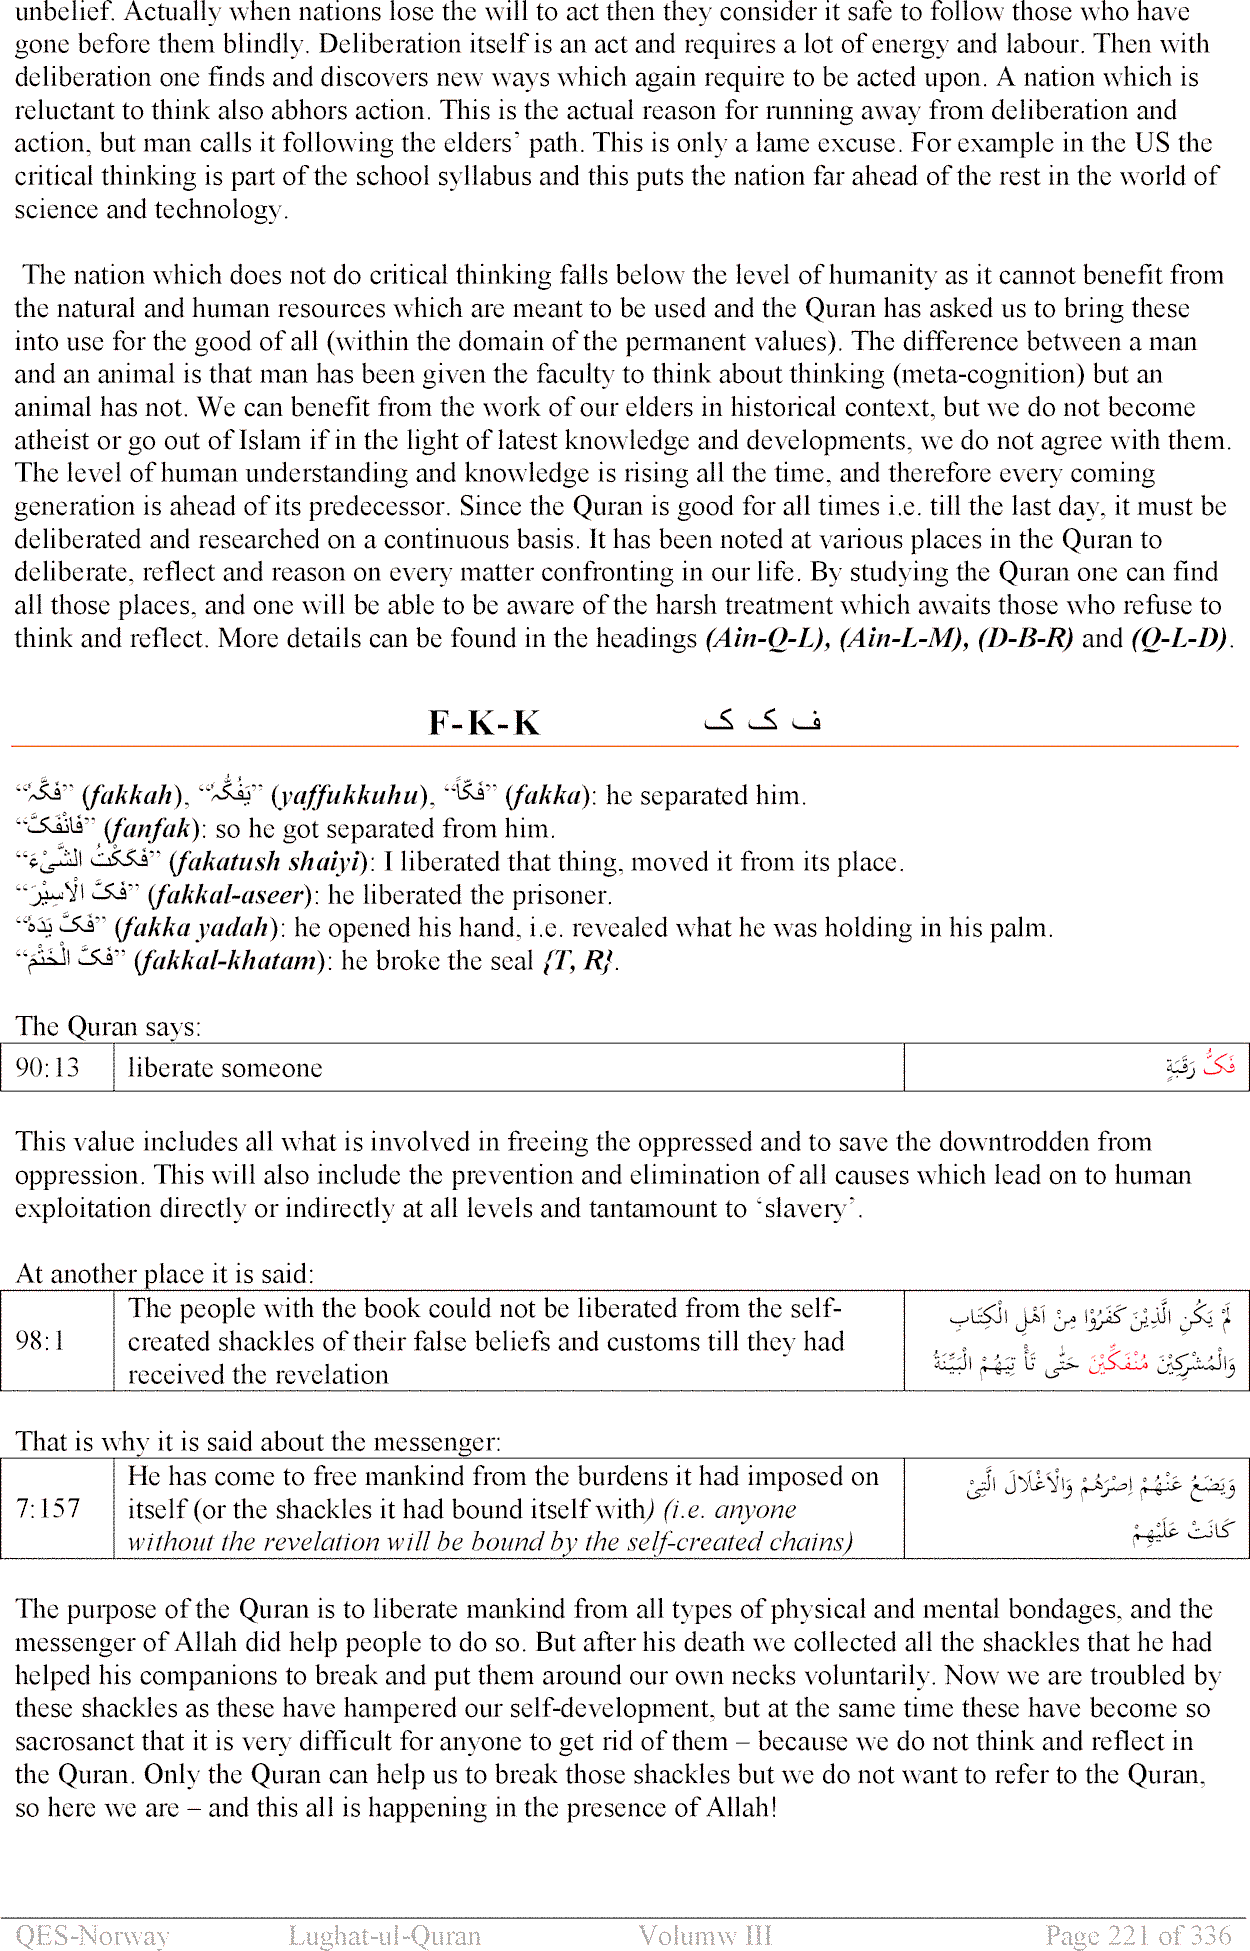 unbelief. Actually when nations lose the will to act then they consider it safe to follow those who have
gone before them blindly. Deliberation itself is an act and requires a lot of energy and labour. Then with
deliberation one finds and discovers new ways which again require to be acted upon. A nation which is
reluctant to think also abhors action. This is the actual reason for running away from deliberation and
action, but man calls it following the elders’ path. This is only a lame excuse. For example in the US the
critical thinking is part of the school syllabus and this puts the nation far ahead of the rest in the world of
science and technology.
The nation which does not do critical thinking falls below the level of humanity as it cannot benefit from
the natural and human resources which are meant to be used and the Quran has asked us to bring these
into use for the good of all (within the domain of the permanent values). The difference between a man
and an animal is that man has been given the faculty to think about thinking (meta-cognition) but an
animal has not. We can benefit from the work of our elders in historical context, but we do not become
atheist or go out of Islam if in the light of latest knowledge and developments, we do not agree with them.
The level of human understanding and knowledge is rising all the time, and therefore every coming
generation is ahead of its predecessor. Since the Quran is good for all times i.e. till the last day, it must be
deliberated and researched on a continuous basis. It has been noted at various places in the Quran to
deliberate, reflect and reason on every matter confronting in our life. By studying the Quran one can find
all those places, and one will be able to be aware of the harsh treatment which awaits those who refuse to
think and reflect. More details can be found in the headings (Ain-Q-L), (Ain-L-M), (D-B-R) and (Q-L-D).
F-K-K ف ک ک
“فَکَّہٗ” (fakkah), “یَفُکُّہٗ” (yaffukkuhu), “فَکّاً” (fakka): he separated him.
“فَانْفَکَّ” (fanfak): so he got separated from him.
“فَکَکْتُ الشَّیْءَ” (fakatush shaiyi): I liberated that thing, moved it from its place.
“فَکَّ الْاَسِیْرَ” (fakkal-aseer): he liberated the prisoner.
“فَکَّ یَدَہٗ” (fakka yadah): he opened his hand, i.e. revealed what he was holding in his palm.
“فَکَّ الْخَتْمَ” (fakkal-khatam): he broke the seal {T, R}.
The Quran says:
90:13 liberate someone فَکُّ رَقَبَةٍ
This value includes all what is involved in freeing the oppressed and to save the downtrodden from
oppression. This will also include the prevention and elimination of all causes which lead on to human
exploitation directly or indirectly at all levels and tantamount to ‘slavery’.
At another place it is said:
98:1 The people with the book could not be liberated from the self-
created shackles of their false beliefs and customs till they had
received the revelation
لَمْ یَکُنِ الَّذِیْنَ کَفَرُوْا مِنْ اَهْلِ الْکِتَابِ
وَالْمُشْرِکِیْنَ مُنْفَکِّیْنَ حَتّٰی تَأْ تِیَهُمْ الْبَیِّنَةُ
That is why it is said about the messenger:
7:157 He has come to free mankind from the burdens it had imposed on
itself (or the shackles it had bound itself with) (i.e. anyone
without the revelation will be bound by the self-created chains)
وَیَضَعُ عَنْهُمْ اِصْرَهُمْ وَالْاَغْلَالَ الَّتِیْ
کَانَتْ عَلَیْهِمْ
The purpose of the Quran is to liberate mankind from all types of physical and mental bondages, and the
messenger of Allah did help people to do so. But after his death we collected all the shackles that he had
helped his companions to break and put them around our own necks voluntarily. Now we are troubled by
these shackles as these have hampered our self-development, but at the same time these have become so
sacrosanct that it is very difficult for anyone to get rid of them – because we do not think and reflect in
the Quran. Only the Quran can help us to break those shackles but we do not want to refer to the Quran,
so here we are – and this all is happening in the presence of Allah!
QES-Norway Lughat-ul-Quran Volumw III Page 221 of 336